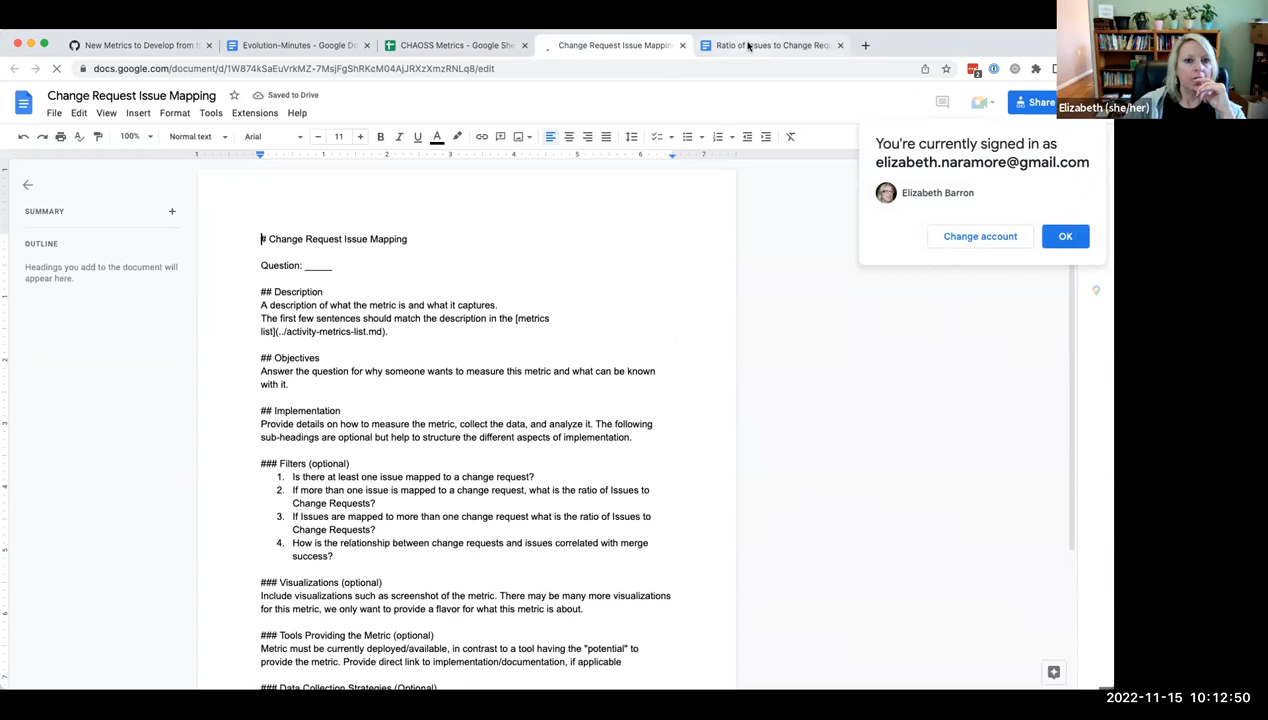 New Metrics to Develop from t
Evolution-Minutes - Google Do
CHAOSS Metrics - Google She
Change Request Issue Mappin
Ratio of Issues to Change Req
docs.google.com/document/d/1W874kSaEuVrkMZ-7MsjFgShRKcM04AjJRXzXmzRNLq8/edit
2
Change Request Issue Mapping
Saved to Drive
File Edit View Insert Format Tools Extensions Help
Share
Elizabeth (she/her)
100% Normal text Arial 11 B I U A
1 1 2 3 4 5 6 7
You're currently signed in as
elizabeth.naramore@gmail.com
Elizabeth Barron
Change account OK
SUMMARY
OUTLINE
Headings you add to the document will
appear here.
# Change Request Issue Mapping
Question: _____
## Description
A description of what the metric is and what it captures.
The first few sentences should match the description in the [metrics
list](../activity-metrics-list.md).
## Objectives
Answer the question for why someone wants to measure this metric and what can be known
with it.
## Implementation
Provide details on how to measure the metric, collect the data, and analyze it. The following
sub-headings are optional but help to structure the different aspects of implementation.
### Filters (optional)
1. Is there at least one issue mapped to a change request?
2. If more than one issue is mapped to a change request, what is the ratio of Issues to
Change Requests?
3. If Issues are mapped to more than one change request what is the ratio of Issues to
Change Requests?
4. How is the relationship between change requests and issues correlated with merge
success?
### Visualizations (optional)
Include visualizations such as screenshot of the metric. There may be many more visualizations
for this metric, we only want to provide a flavor for what this metric is about.
### Tools Providing the Metric (optional)
Metric must be currently deployed/available, in contrast to a tool having the "potential" to
provide the metric. Provide direct link to implementation/documentation, if applicable
### Data Collection Strategies (Optional)
2022-11-15 10:12:50